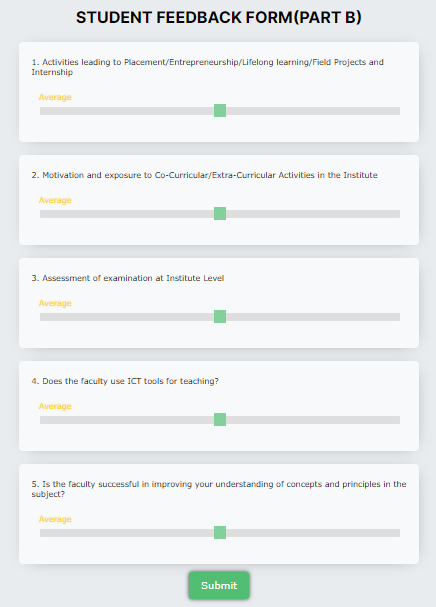 STUDENT FEEDBACK FORM(PART B)
1. Activities leading to Placement/Entrepreneurship/Lifelong learning/Field Projects and
Internship
Average
2. Motivation and exposure to Co-Curricular/Extra-Curricular Activities in the Institute
Average
3. Assessment of examination at Institute Level
Average
4. Does the faculty use ICT tools for teaching?
Average
5. Is the faculty successful in improving your understanding of concepts and principles in the
subject?
Average
Submit